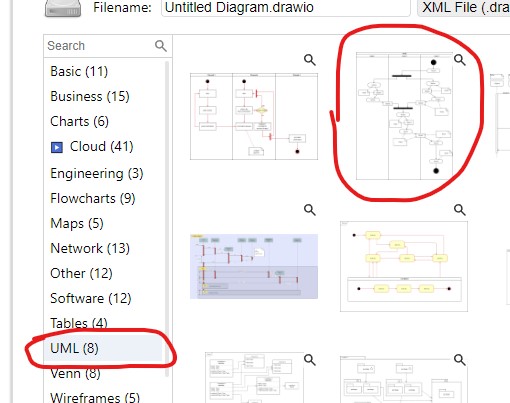 Filename:
Untitled Diagram.drawio
XML File (.dra
Search
Basic (11)
Business (15)
Charts (6)
Cloud (41)
Engineering (3)
Flowcharts (9)
Maps (5)
Network (13)
Other (12)
Software (12)
Tables (4)
UML (8)
Venn (8)
Wireframes (5)